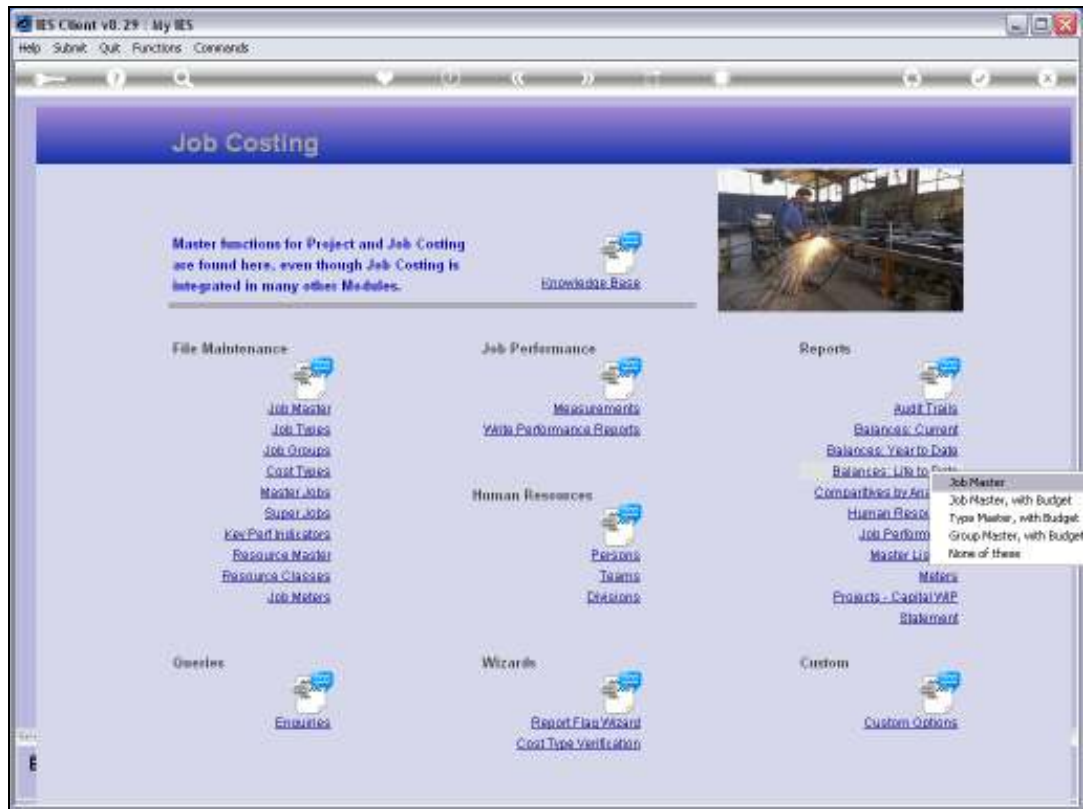 IES Client v8.29 : My IES
Help Submit Quit Functions Commands
Job Costing
Master functions for Project and Job Costing
are found here, even though Job Costing is
integrated in many other Modules.
Knowledge Base
File Maintenance
Job Master
Job Types
Job Groups
Cost Types
Master Jobs
Super Jobs
Key Perf Indicators
Resource Master
Resource Classes
Job Meters
Job Performance
Measurements
Write Performance Reports
Human Resources
Persons
Teams
Divisions
Reports
Audit Trails
Balances: Current
Balances: Year to Date
Balances: Life to Date
Comparitives by
Human
Job Perform
Master
Meters
Projects - Capital WIP
Statement
Job Master
Job Master, with Budget
Type Master, with Budget
Group Master, with Budget
None of these
Queries
Enquiries
Wizards
Report Flag Wizard
Cost Type Verification
Custom
Custom Options